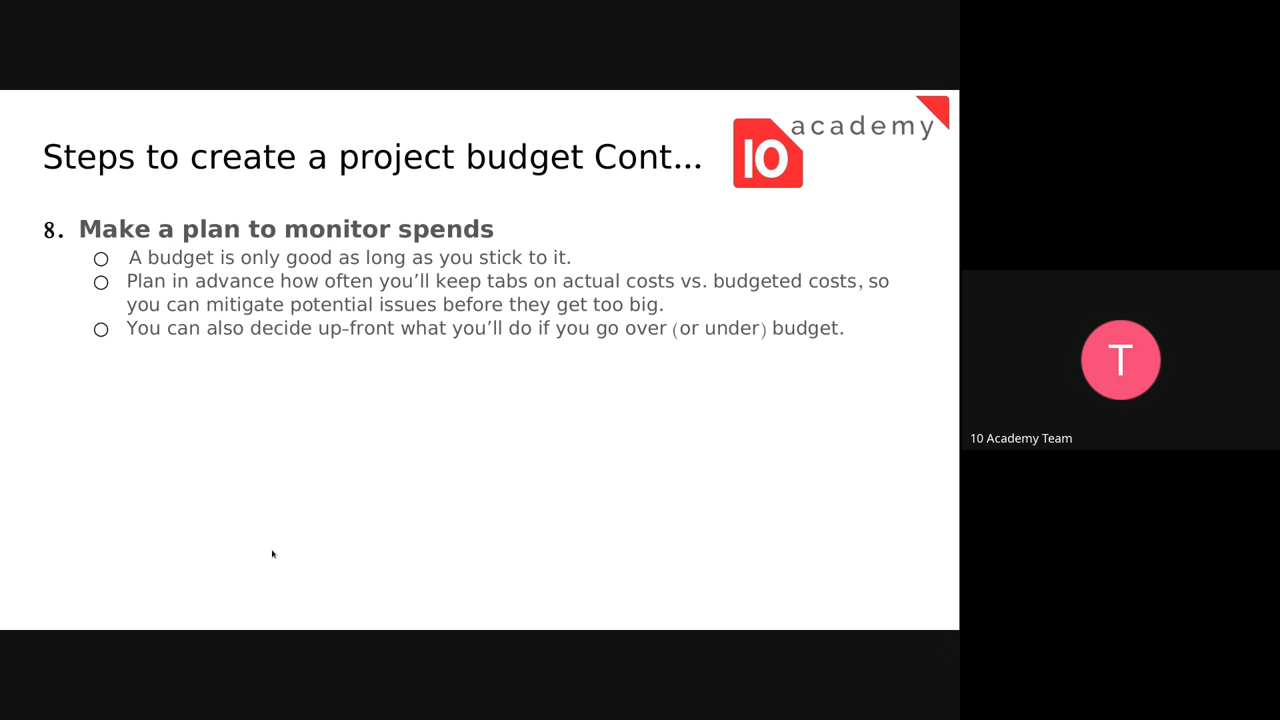 academy
10
Steps to create a project budget Cont...
8. Make a plan to monitor spends
○ A budget is only good as long as you stick to it.
○ Plan in advance how often you’ll keep tabs on actual costs vs. budgeted costs, so
you can mitigate potential issues before they get too big.
○ You can also decide up-front what you’ll do if you go over (or under) budget.
T
10 Academy Team